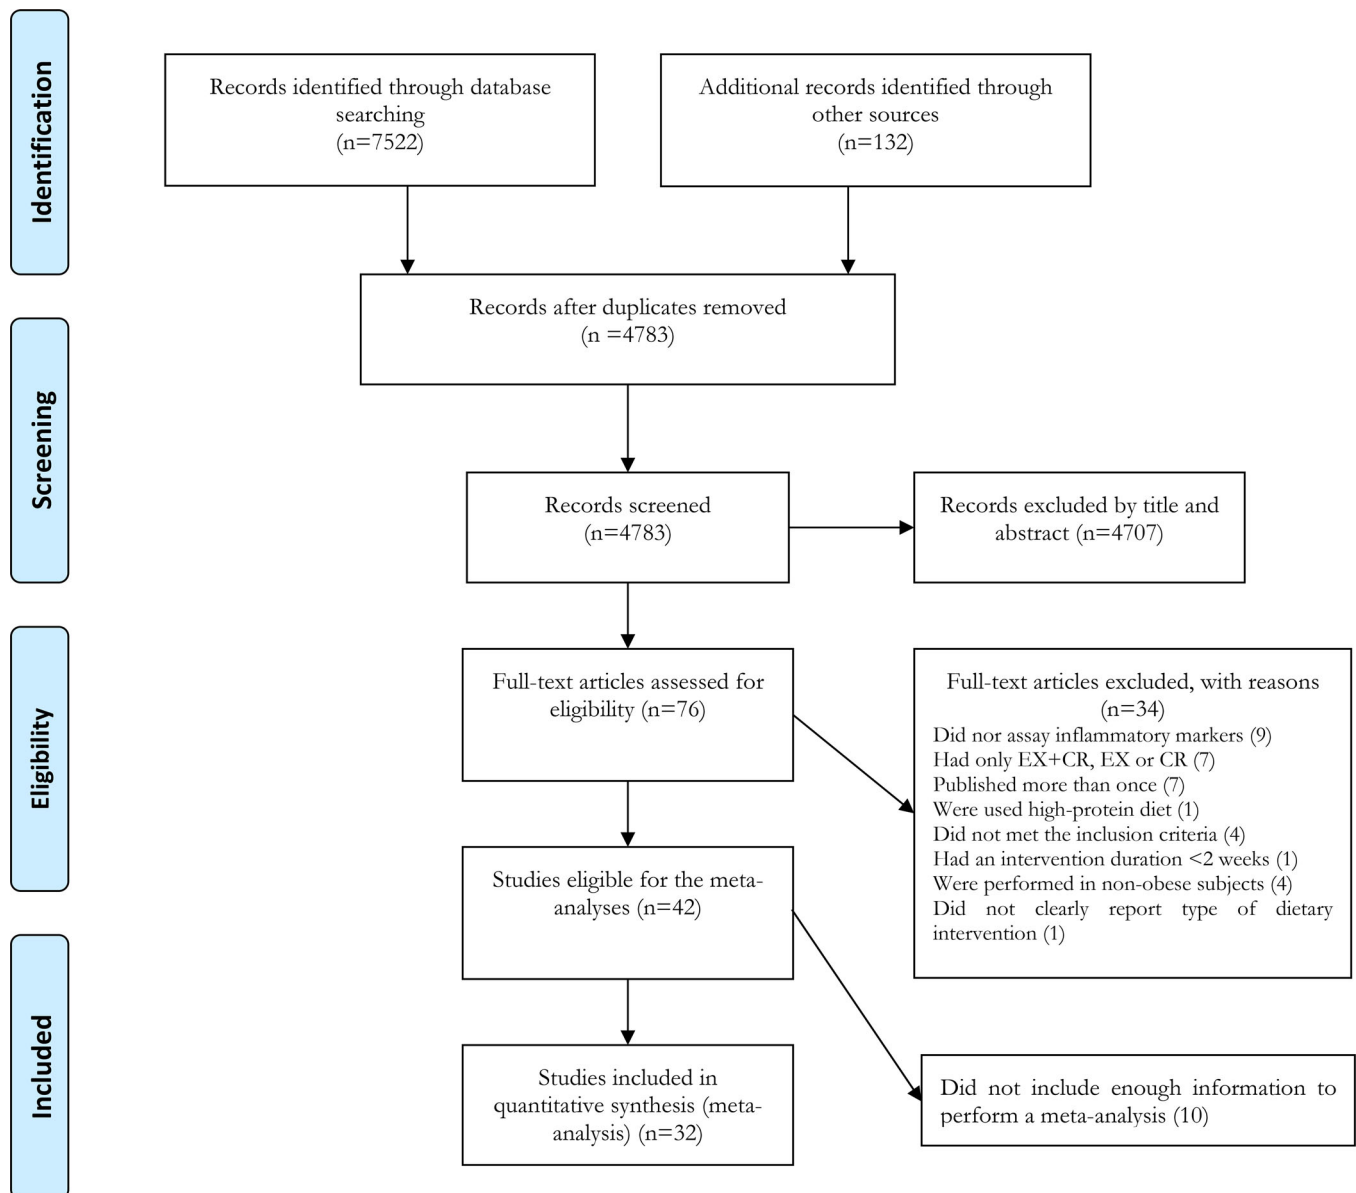 Identification
Records identified through database
searching
(n=7522)
Additional records identified through
other sources
(n=132)
Records after duplicates removed
(n =4783)
Screening
Records screened
(n=4783)
Records excluded by title and
abstract (n=4707)
Eligibility
Full-text articles assessed for
eligibility (n=76)
Full-text articles excluded, with reasons
(n=34)
Did nor assay inflammatory markers (9)
Had only EX+CR, EX or CR (7)
Published more than once (7)
Were used high-protein diet (1)
Did not met the inclusion criteria (4)
Had an intervention duration <2 weeks (1)
Were performed in non-obese subjects (4)
Did not clearly report type of dietary
intervention (1)
Studies eligible for the meta-
analyses (n=42)
Included
Studies included in
quantitative synthesis (meta-
analysis) (n=32)
Did not include enough information to
perform a meta-analysis (10)